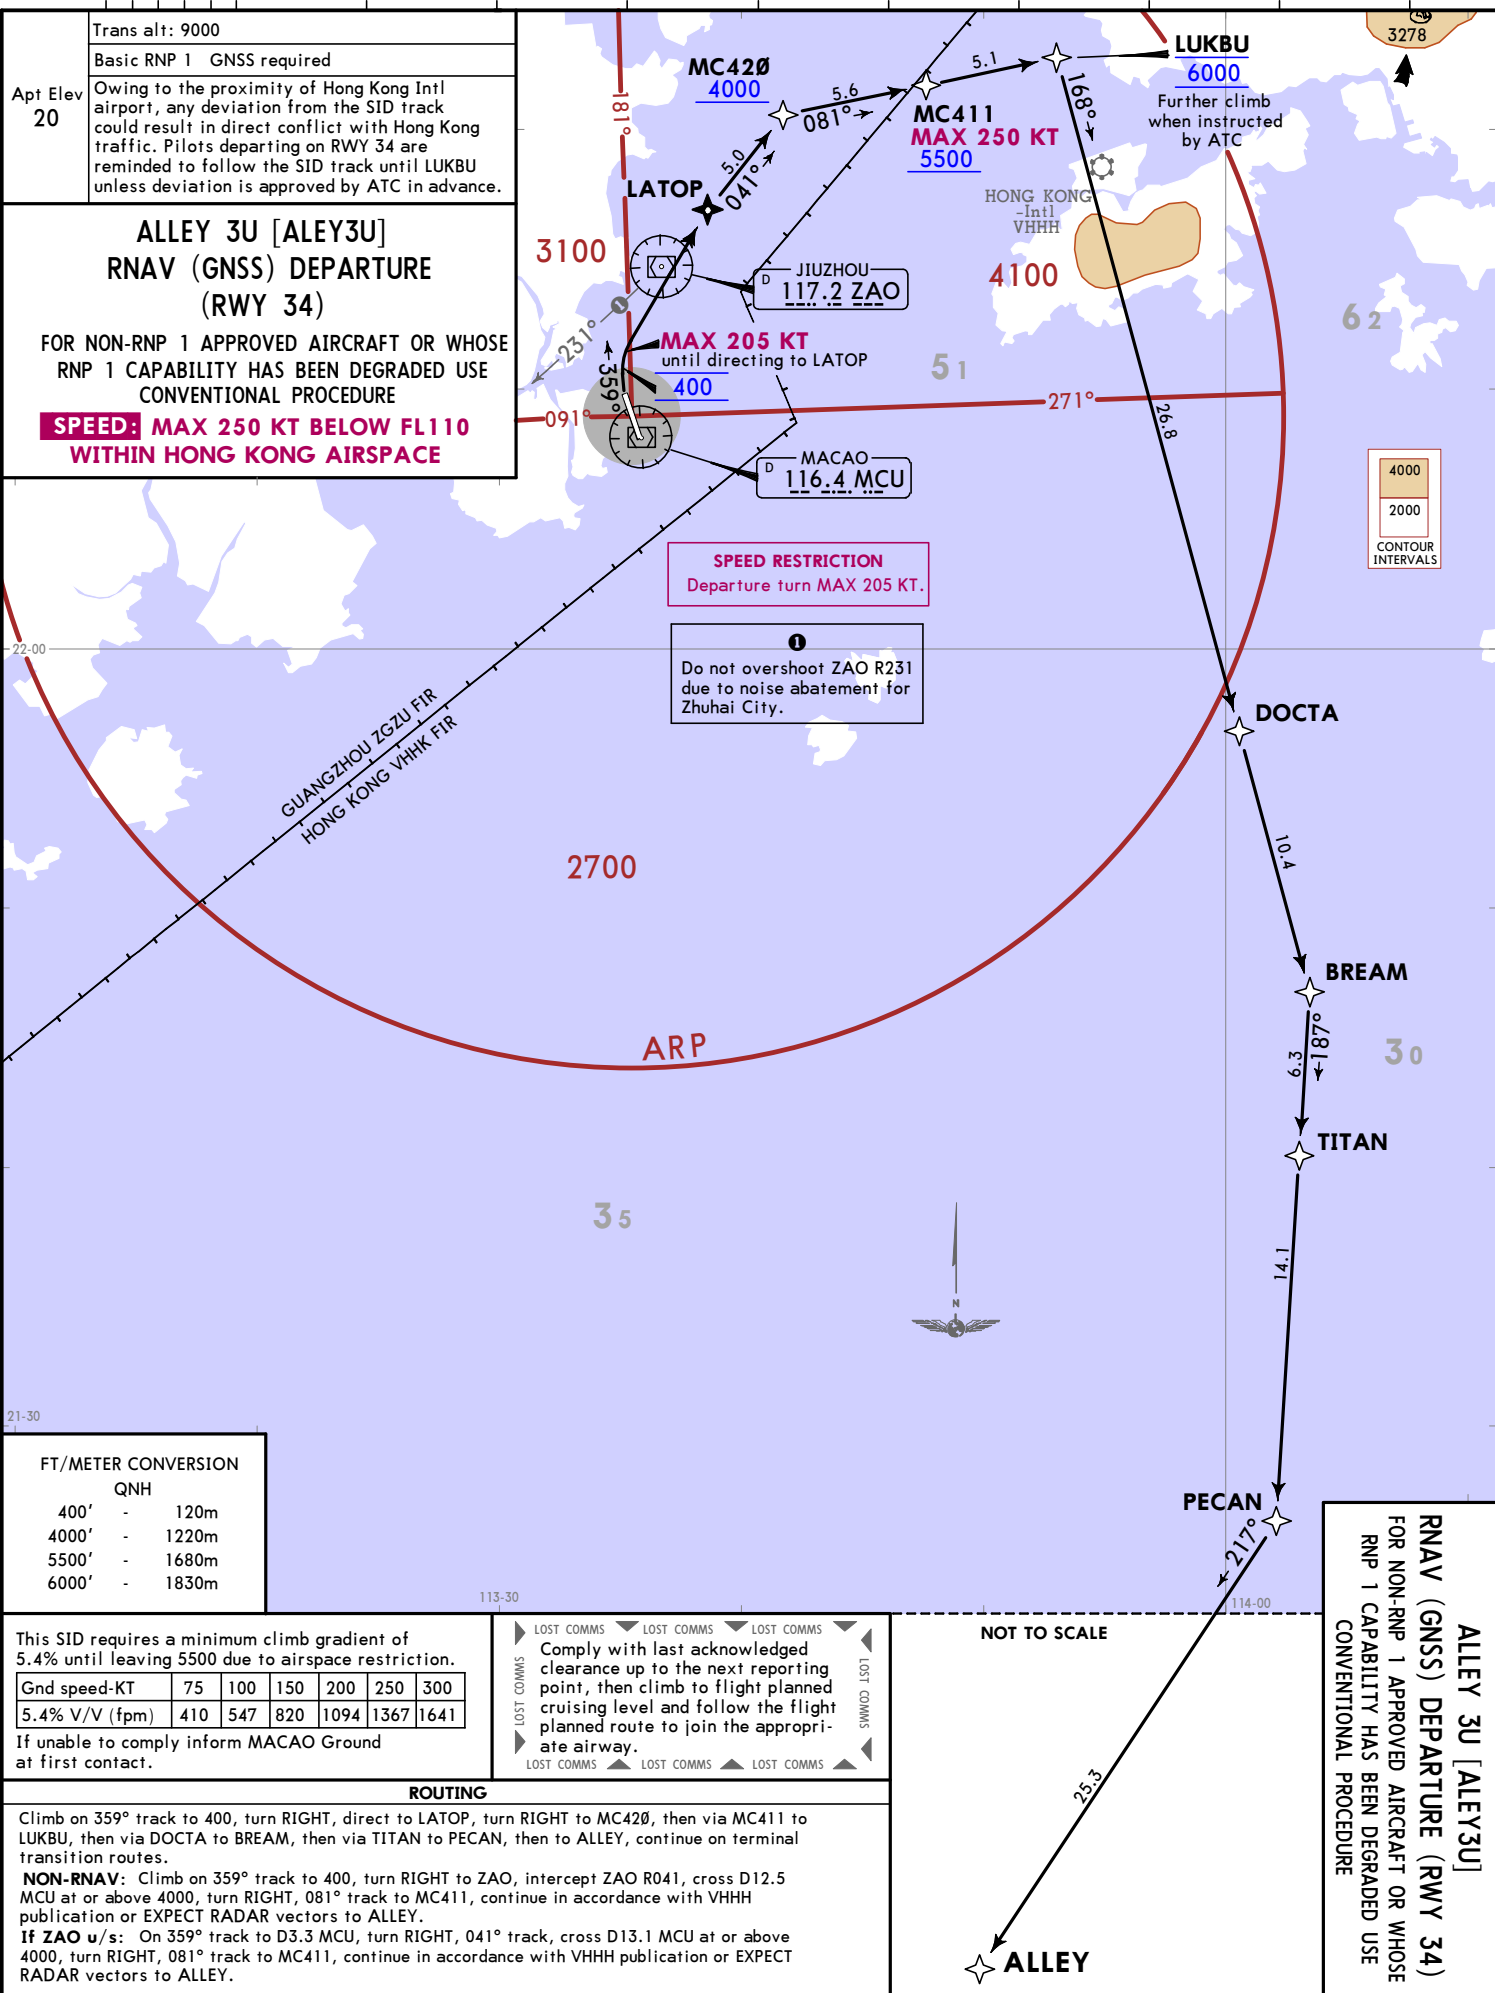 Trans alt: 9000
Basic RNP 1 GNSS required
Apt Elev
20
Owing to the proximity of Hong Kong Intl
airport, any deviation from the SID track
could result in direct conflict with Hong Kong
traffic. Pilots departing on RWY 34 are
reminded to follow the SID track until LUKBU
unless deviation is approved by ATC in advance.
ALLEY 3U [ALEY3U]
RNAV (GNSS) DEPARTURE
(RWY 34)
FOR NON-RNP 1 APPROVED AIRCRAFT OR WHOSE
RNP 1 CAPABILITY HAS BEEN DEGRADED USE
CONVENTIONAL PROCEDURE
SPEED: MAX 250 KT BELOW FL110
WITHIN HONG KONG AIRSPACE
181°
MC42Ø
4000
5.6
081°
5.1
MC411
MAX 250 KT
5500
LUKBU
6000
Further climb
when instructed
by ATC
3278
168°
5.0
041°
LATOP
HONG KONG
-Intl
VHHH
3100
4100
D
JIUZHOU
117.2 ZAO
1
231°
359°
MAX 205 KT
until directing to LATOP
400
51
62
091°
271°
26.8
D
MACAO
116.4 MCU
4000
2000
CONTOUR
INTERVALS
SPEED RESTRICTION
Departure turn MAX 205 KT.
1
Do not overshoot ZAO R231
due to noise abatement for
Zhuhai City.
22-00
GUANGZHOU ZGZU FIR
HONG KONG VHHK FIR
DOCTA
10.4
2700
BREAM
187°
6.3
30
ARP
TITAN
35
14.1
N
21-30
PECAN
217°
FT/METER CONVERSION
QNH
400' - 120m
4000' - 1220m
5500' - 1680m
6000' - 1830m
113-30
114-00
This SID requires a minimum climb gradient of
5.4% until leaving 5500 due to airspace restriction.
Gnd speed-KT 75 100 150 200 250 300
5.4% V/V (fpm) 410 547 820 1094 1367 1641
If unable to comply inform MACAO Ground
at first contact.
LOST COMMS LOST COMMS LOST COMMS
LOST COMMS
Comply with last acknowledged
clearance up to the next reporting
point, then climb to flight planned
cruising level and follow the flight
planned route to join the appropri-
ate airway.
LOST COMMS
LOST COMMS LOST COMMS LOST COMMS
NOT TO SCALE
25.3
ALLEY
ROUTING
Climb on 359° track to 400, turn RIGHT, direct to LATOP, turn RIGHT to MC42Ø, then via MC411 to
LUKBU, then via DOCTA to BREAM, then via TITAN to PECAN, then to ALLEY, continue on terminal
transition routes.
NON-RNAV: Climb on 359° track to 400, turn RIGHT to ZAO, intercept ZAO R041, cross D12.5
MCU at or above 4000, turn RIGHT, 081° track to MC411, continue in accordance with VHHH
publication or EXPECT RADAR vectors to ALLEY.
If ZAO u/s: On 359° track to D3.3 MCU, turn RIGHT, 041° track, cross D13.1 MCU at or above
4000, turn RIGHT, 081° track to MC411, continue in accordance with VHHH publication or EXPECT
RADAR vectors to ALLEY.
ALLEY 3U [ALEY3U]
RNAV (GNSS) DEPARTURE (RWY 34)
FOR NON-RNP 1 APPROVED AIRCRAFT OR WHOSE
RNP 1 CAPABILITY HAS BEEN DEGRADED USE
CONVENTIONAL PROCEDURE